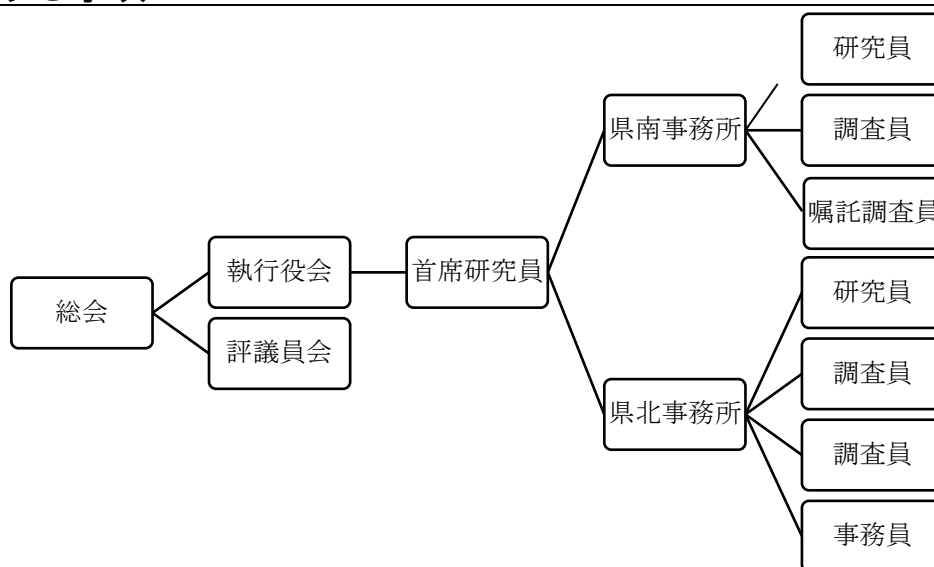 総会
執行役会
評議員会
首席研究員
県南事務所
研究員
調査員
嘱託調査員
県北事務所
研究員
調査員
調査員
事務員